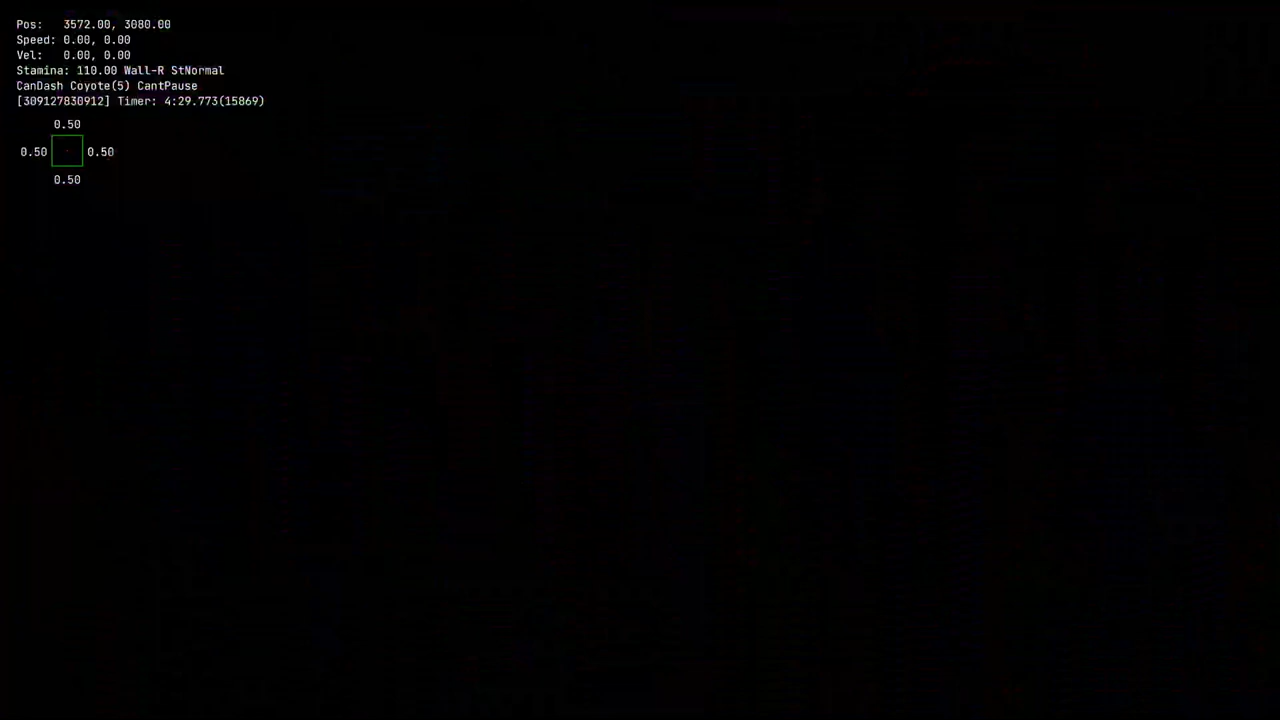 Pos:   3572.00, 3080.00
Speed: 0.00, 0.00
Vel:   0.00, 0.00
Stamina: 110.00 Wall-R StNormal
CanDash Coyote(5) CantPause
[309127830912] Timer: 4:29.773(15869)
0.50
0.50 0.50
0.50